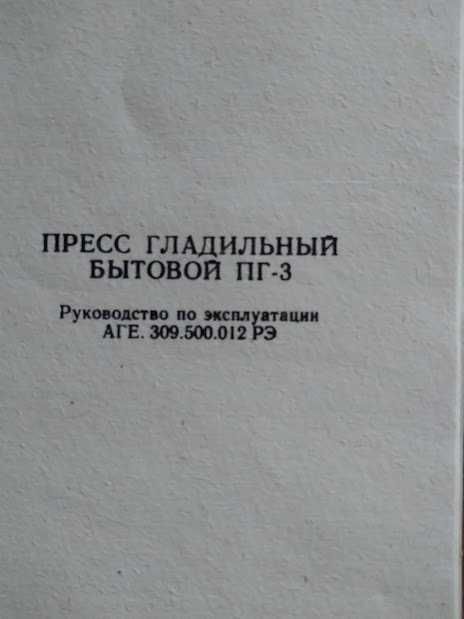 ПРЕСС ГЛАДИЛЬНЫЙ
БЫТОВОЙ ПГ-3
Руководство по эксплуатации
АГЕ. 309.500.012 РЭ